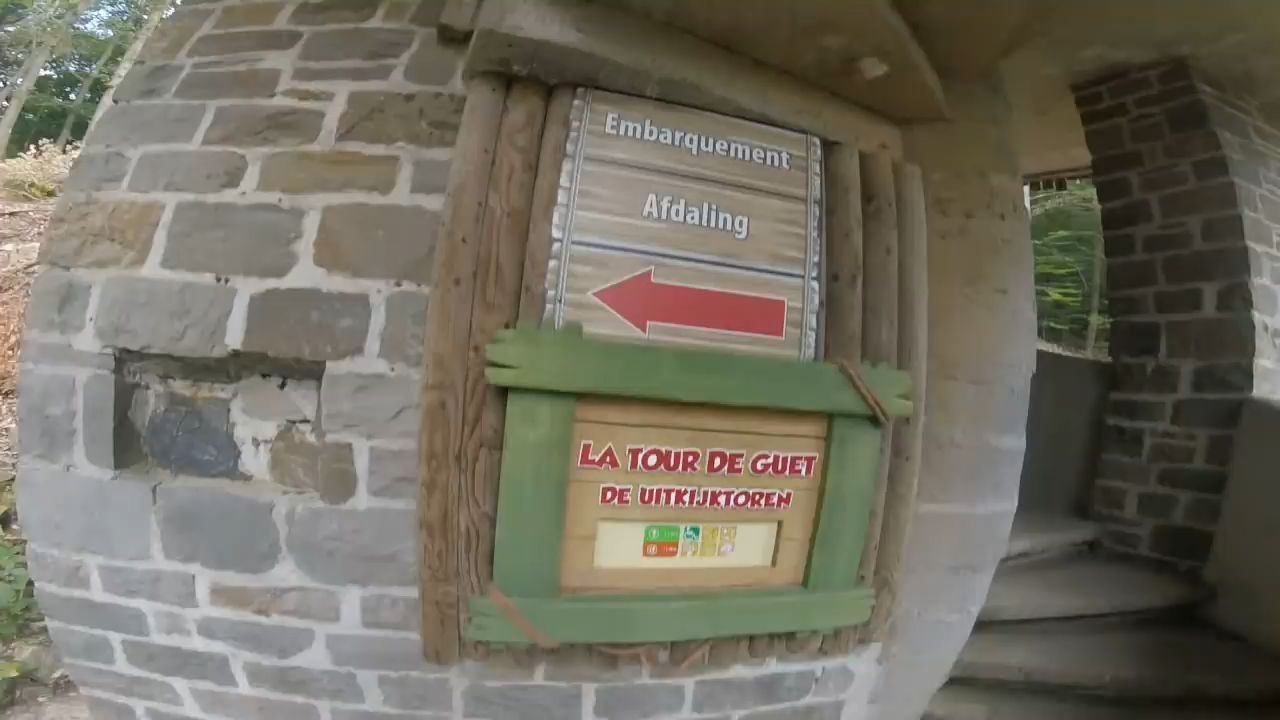 Embarquement
Afdaling
LA TOUR DE GUET
DE UITKIJKTOREN